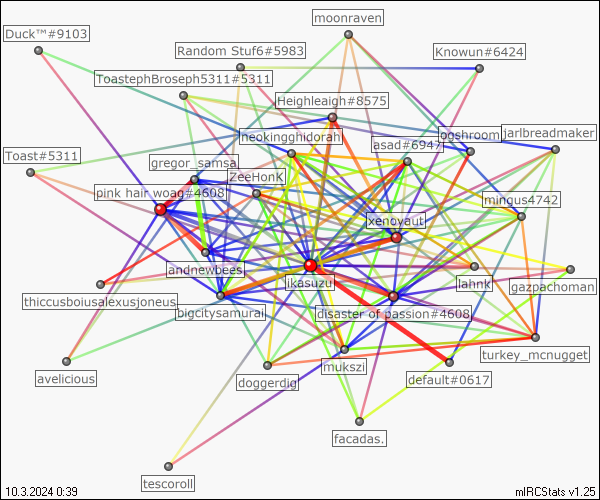 moonraven
Duck™#9103
Random Stuf6#5983
Knowun#6424
ToastephBroseph5311#5311
Heighleigh#8575
neokingghidorah
ogshroom
jarlbreadmaker
asad#6947
Toast#5311
gregor_samsa
ZeeHonk
pink hair woag#4608
mingus4742
xenoyaut
andnewbees
ikasuzu
lahnk
gazpachoman
thiccusboiusalexusjoneus
bigcitysamurai
disaster of passion#4608
turkey_mcnugget
mukszi
avelicious
doggerdig
default#0617
facadas.
tescoroll
10.3.2024 0:39
mIRCStats v1.25